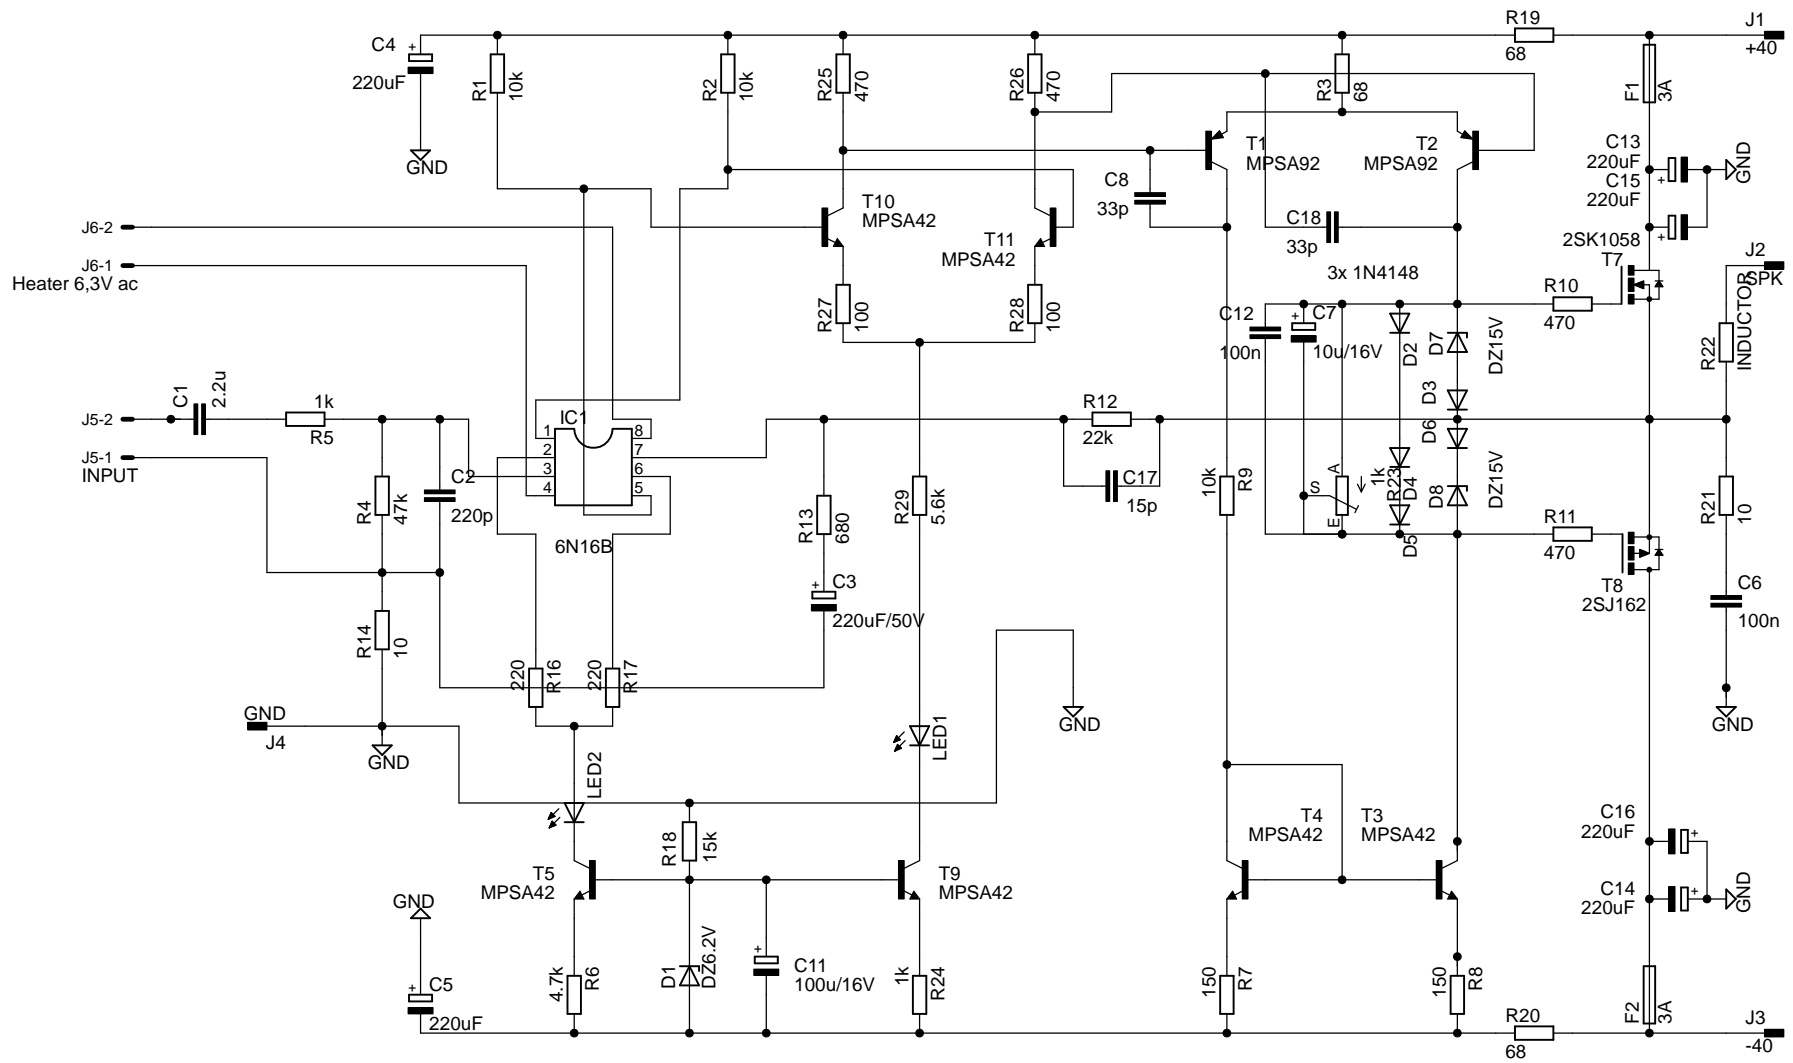 R19
68
J1
+40
C4
+
220uF
GND
R1
10k
R2
10k
R25
470
R26
470
R3
68
F1
3A
T1
MPSA92
T2
MPSA92
C13
220uF
C15
220uF
+
+
GND
C8
33p
C18
33p
T10
MPSA42
T11
MPSA42
J6-2
J6-1
Heater 6,3V ac
2SK1058
T7
J2
SPK
3x 1N4148
R27
100
R28
100
C12
100n
+
C7
10u/16V
D2
D7
DZ15V
R10
470
R22
INDUCTOR
C1
2.2u
J5-2
J5-1
INPUT
1k
R5
IC1
1
2
3
4
8
7
6
5
6N16B
R12
22k
C17
15p
D3
D6
R4
47k
C2
220p
R13
680
R29
5.6k
10k
R9
S
A
E
1k
R23
D4
D5
D8
DZ15V
R11
470
R21
10
T8
2SJ162
C6
100n
GND
R14
10
+
C3
220uF/50V
220
R16
220
R17
GND
J4
GND
GND
LED1
LED2
R18
15k
T5
MPSA42
T9
MPSA42
T4
MPSA42
T3
MPSA42
C16
220uF
+
C14
220uF
+
GND
GND
+
C5
220uF
4.7k
R6
D1
DZ6.2V
+
C11
100u/16V
1k
R24
150
R7
150
R8
R20
68
F2
3A
J3
-40